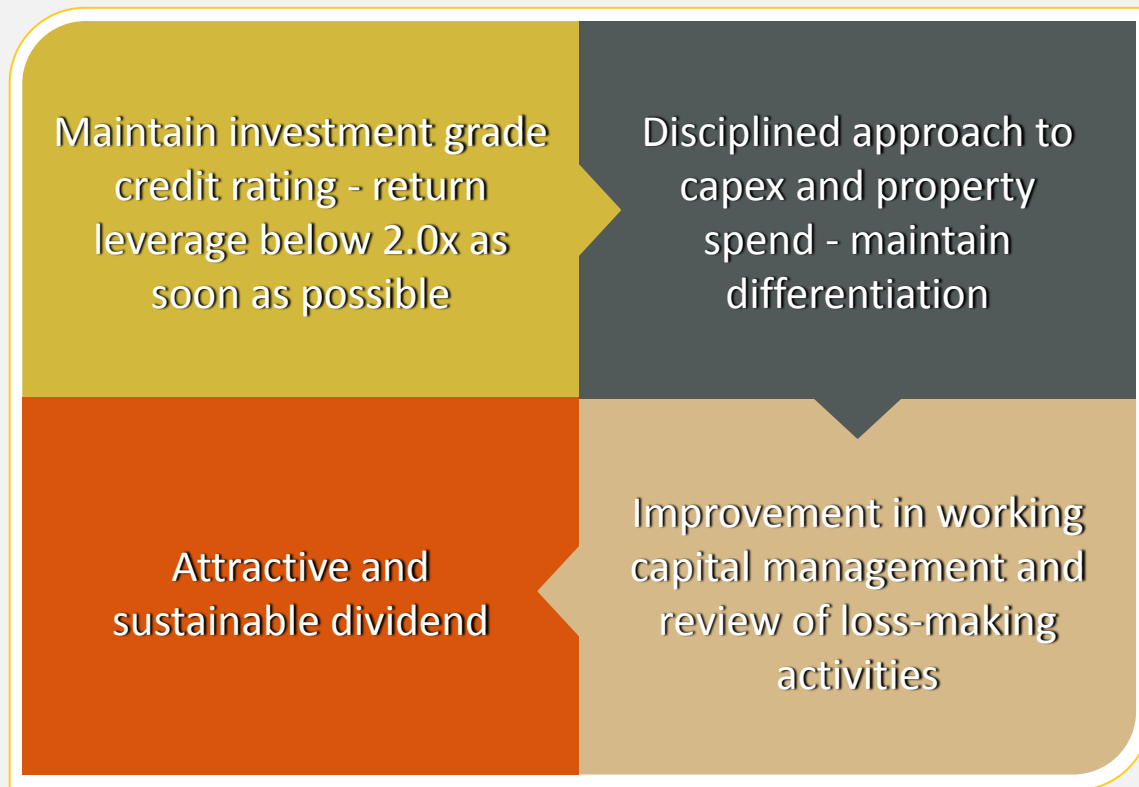 Maintain investment grade
credit rating - return
leverage below 2.0x as
soon as possible
Disciplined approach to
capex and property
spend - maintain
differentiation
Improvement in working
capital management and
review of loss-making
activities
Attractive and
sustainable dividend